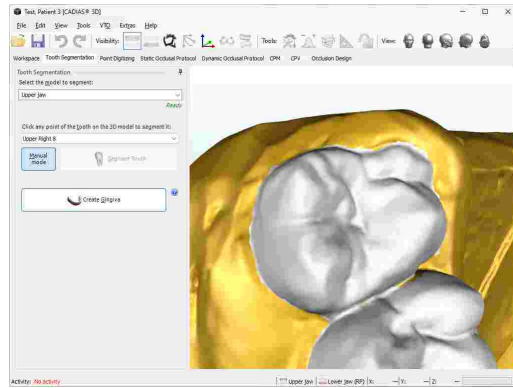 Test, Patient 3 [CADIAS® 3D]
File Edit View Tools VTO Extras Help
Visibility: Tools: View:
Workspace Tooth Segmentation Point Digitizing Static Occlusal Protocol Dynamic Occlusal Protocol CPM CPV Occlusion Design
Tooth Segmentation
Select the model to segment:
Upper jaw
Ready
Click any point of the tooth on the 3D model to segment it:
Upper Right 8
Manual mode
Segment Tooth
Create Gingiva
Activity: No activity
Upper Jaw Lower Jaw (RP) X: — Y: — Z: —